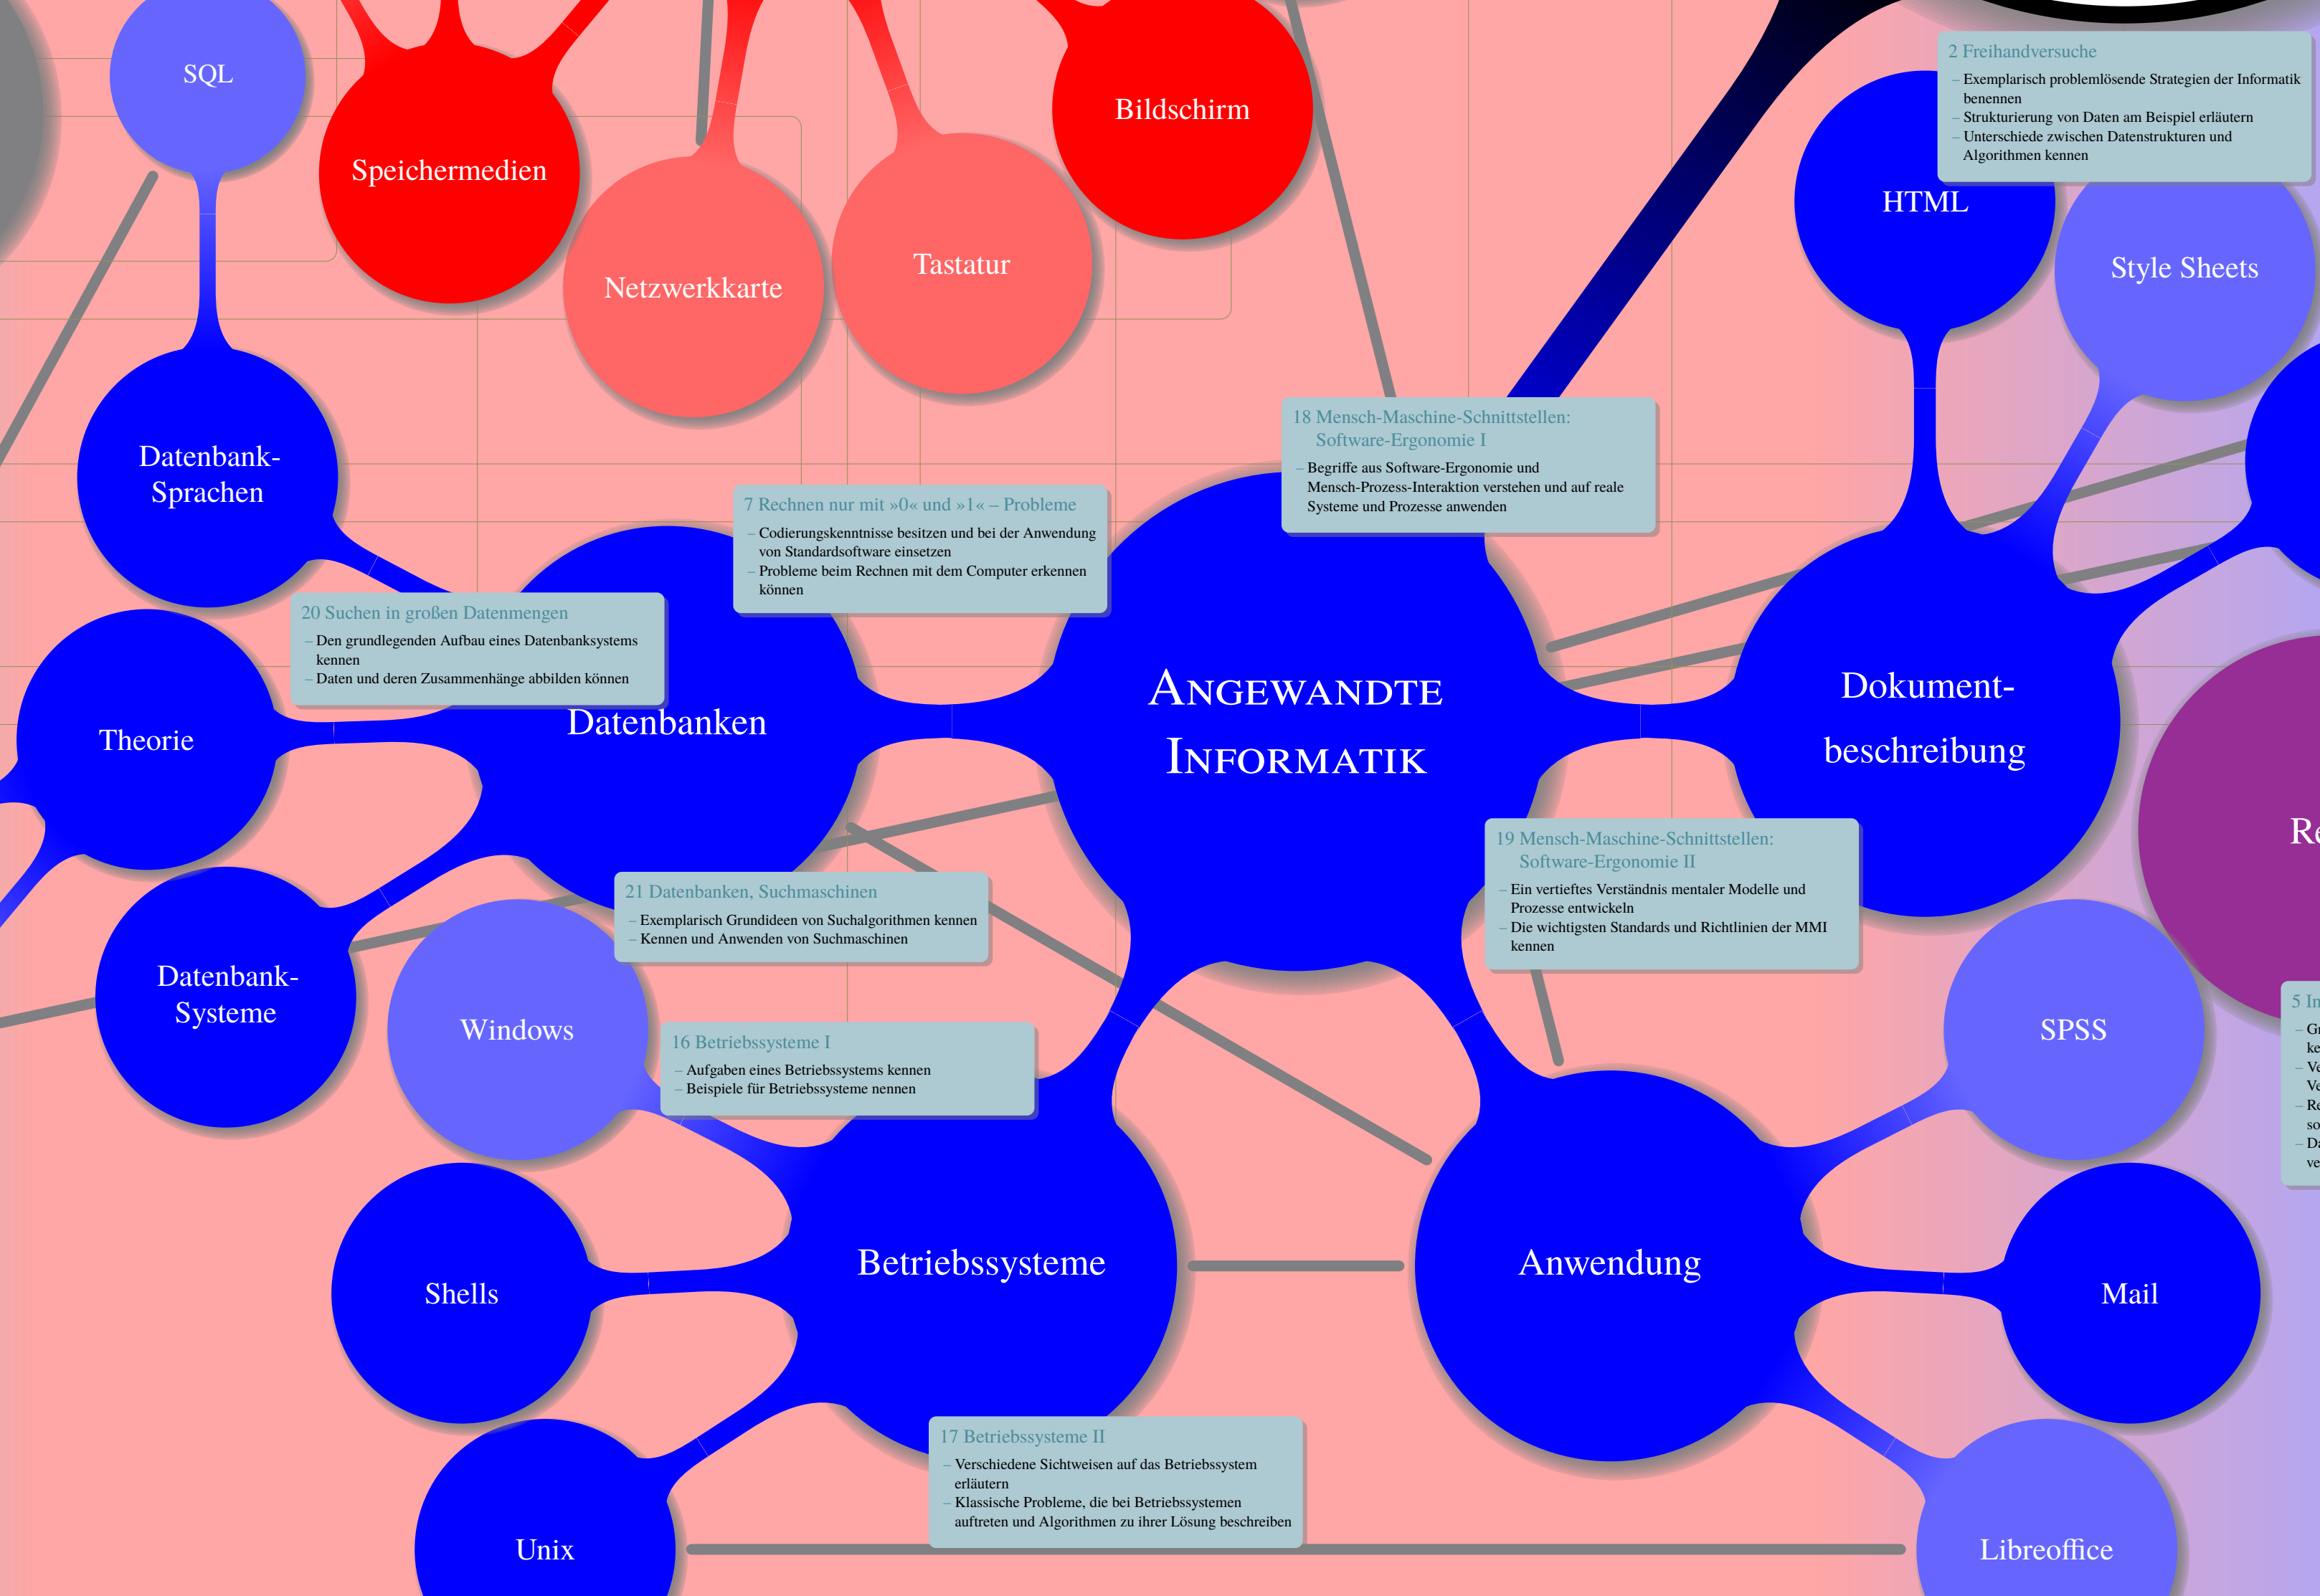 SQL
Speichermedien
Netzwerkkarte
Tastatur
Bildschirm
HTML
Style Sheets
2 Freihandversuche
– Exemplarisch problemlösende Strategien der Informatik
benennen
– Strukturierung von Daten am Beispiel erläutern
– Unterschiede zwischen Datenstrukturen und
Algorithmen kennen
Datenbank-
Sprachen
18 Mensch-Maschine-Schnittstellen:
Software-Ergonomie I
– Begriffe aus Software-Ergonomie und
Mensch-Prozess-Interaktion verstehen und auf reale
Systeme und Prozesse anwenden
7 Rechnen nur mit »0« und »1« – Probleme
– Codierungskenntnisse besitzen und bei der Anwendung
von Standardsoftware einsetzen
– Probleme beim Rechnen mit dem Computer erkennen
können
20 Suchen in großen Datenmengen
– Den grundlegenden Aufbau eines Datenbanksystems
kennen
– Daten und deren Zusammenhänge abbilden können
Theorie
Datenbanken
Angewandte
Informatik
Dokument-
beschreibung
19 Mensch-Maschine-Schnittstellen:
Software-Ergonomie II
– Ein vertieftes Verständnis mentaler Modelle und
Prozesse entwickeln
– Die wichtigsten Standards und Richtlinien der MMI
kennen
21 Datenbanken, Suchmaschinen
– Exemplarisch Grundideen von Suchalgorithmen kennen
– Kennen und Anwenden von Suchmaschinen
Datenbank-
Systeme
Windows
16 Betriebssysteme I
– Aufgaben eines Betriebssystems kennen
– Beispiele für Betriebssysteme nennen
SPSS
Shells
Betriebssysteme
Anwendung
Mail
17 Betriebssysteme II
– Verschiedene Sichtweisen auf das Betriebssystem
erläutern
– Klassische Probleme, die bei Betriebssystemen
auftreten und Algorithmen zu ihrer Lösung beschreiben
Unix
Libreoffice